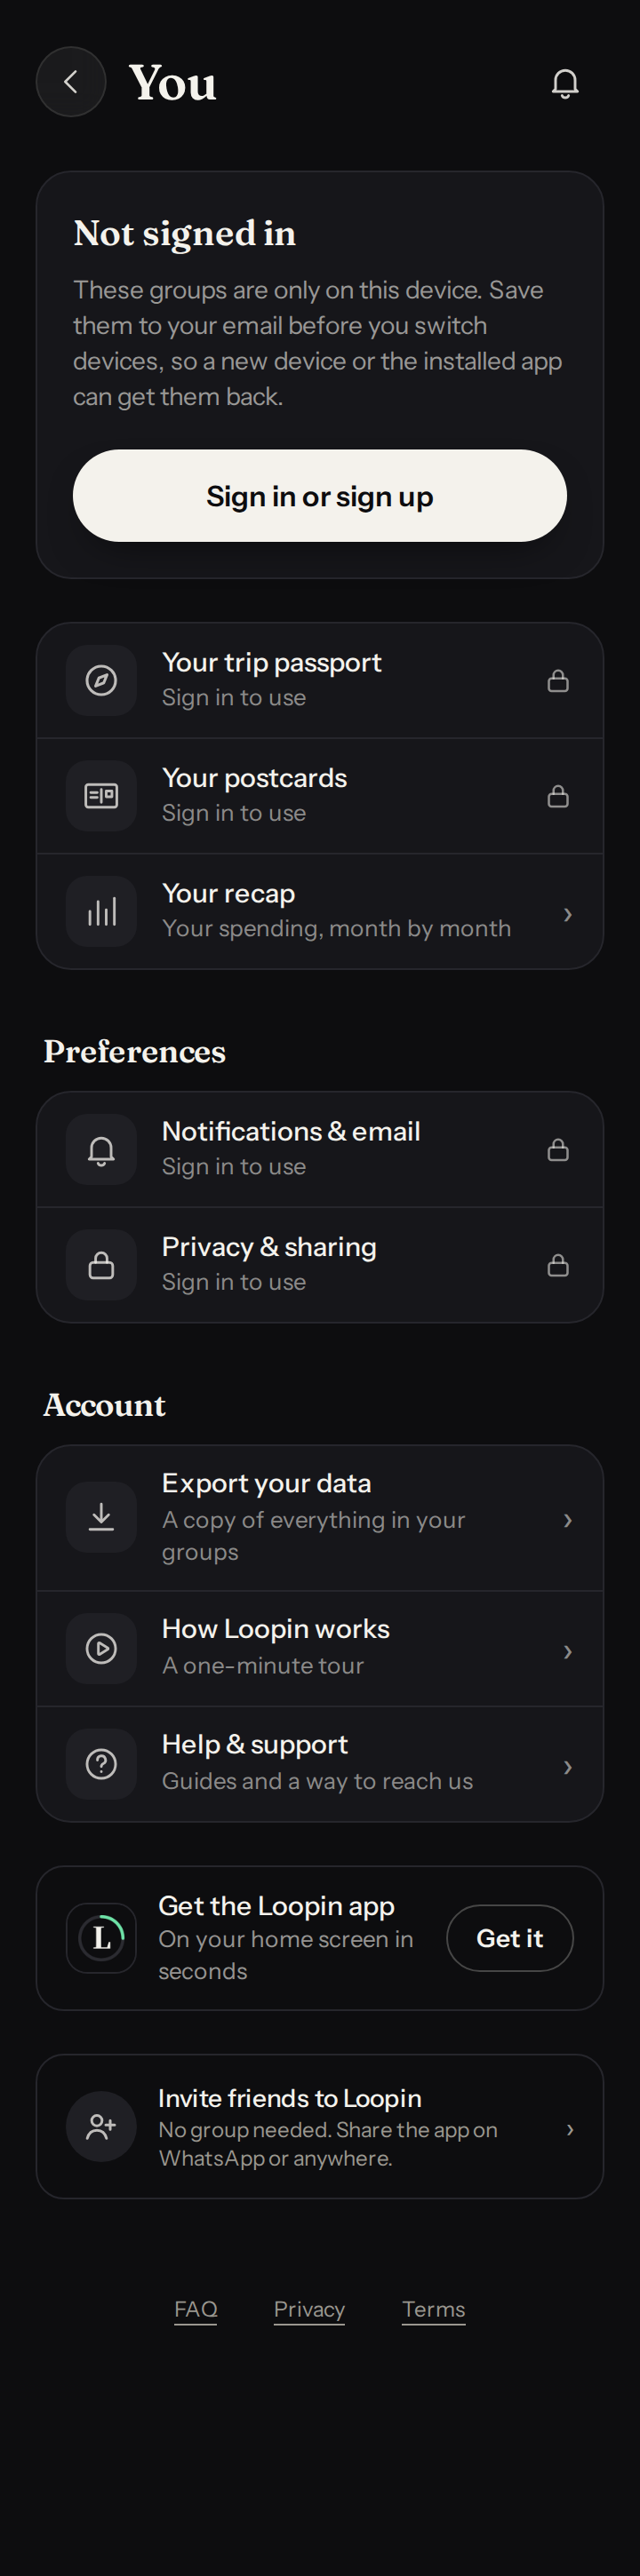 You
Not signed in
These groups are only on this device. Save
them to your email before you switch
devices, so a new device or the installed app
can get them back.
Sign in or sign up
Your trip passport
Sign in to use
Your postcards
Sign in to use
Your recap
Your spending, month by month
Preferences
Notifications & email
Sign in to use
Privacy & sharing
Sign in to use
Account
Export your data
A copy of everything in your
groups
How Loopin works
A one-minute tour
Help & support
Guides and a way to reach us
L
Get the Loopin app
On your home screen in
seconds
Get it
Invite friends to Loopin
No group needed. Share the app on
WhatsApp or anywhere.
FAQ Privacy Terms